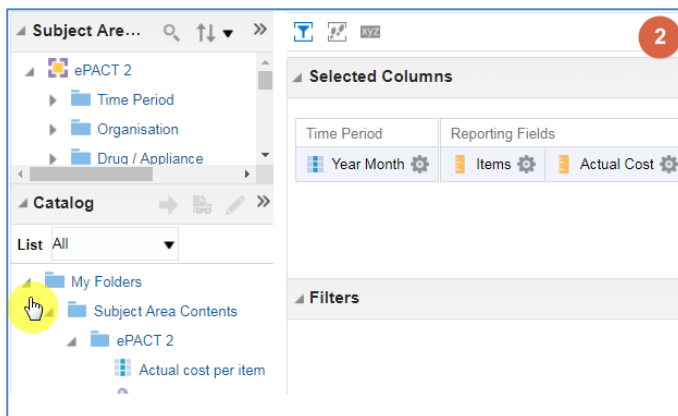 Subject Are...
ePACT 2
Time Period
Organisation
Drug / Appliance
Catalog
List All
My Folders
Subject Area Contents
ePACT 2
Actual cost per item
xyz
2
Selected Columns
Time Period Reporting Fields
Year Month Items Actual Cost
Filters